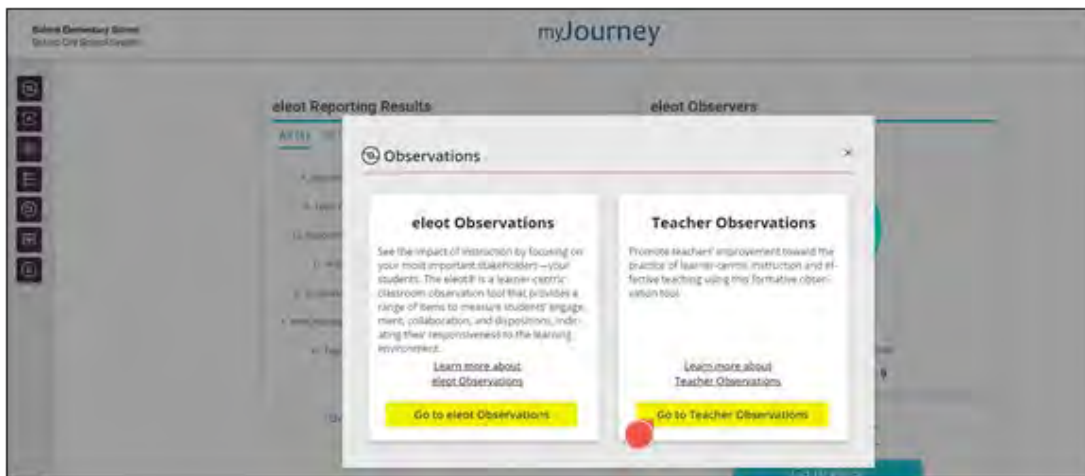 myJourney
eleot Reporting Results
eleot Observers
Observations
×
eleot Observations
See the impact of instruction by focusing on
your most important stakeholders—your
students. The eleot® is a learner-centric
classroom observation tool that provides a
range of items to measure students' engage-
ment, collaboration, and dispositions, indic-
ating their responsiveness to the learning
environment.
Learn more about
eleot Observations
Go to eleot Observations
Teacher Observations
Promote teachers' improvement toward the
practice of learner-centric instruction and ef-
fective teaching using this formative obser-
vation tool.
Learn more about
Teacher Observations
Go to Teacher Observations
9